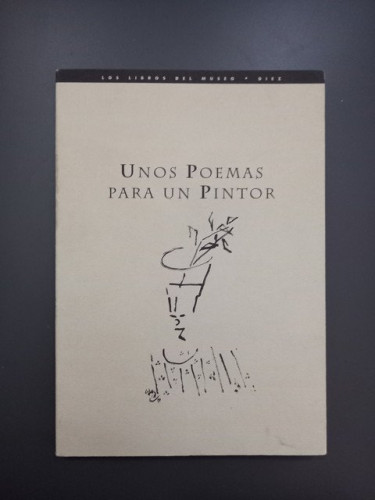 LOS LIBROS DEL MUSEO • DIEZ
UNOS POEMAS
PARA UN PINTOR